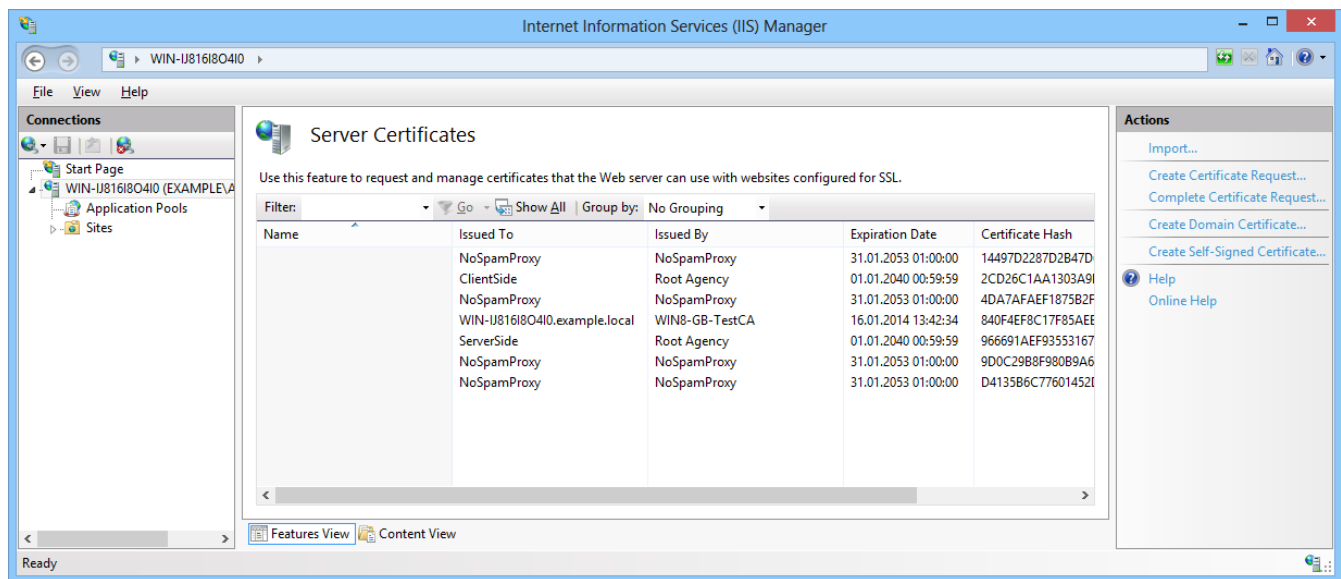 Internet Information Services (IIS) Manager
WIN-IJ816I8O4I0
File View Help
Connections
Start Page
WIN-IJ816I8O4I0 (EXAMPLE\A
Application Pools
Sites
Server Certificates
Use this feature to request and manage certificates that the Web server can use with websites configured for SSL.
Filter: Go Show All Group by: No Grouping
Name Issued To Issued By Expiration Date Certificate Hash
NoSpamProxy NoSpamProxy 31.01.2053 01:00:00 14497D2287D2B47D
ClientSide Root Agency 01.01.2040 00:59:59 2CD26C1AA1303A9
NoSpamProxy NoSpamProxy 31.01.2053 01:00:00 4DA7AFAEF1875B2F
WIN-IJ816I8O4I0.example.local WIN8-GB-TestCA 16.01.2014 13:42:34 840F4EF8C17F85AEE
ServerSide Root Agency 01.01.2040 00:59:59 966691AEF93553167
NoSpamProxy NoSpamProxy 31.01.2053 01:00:00 9D0C29B8F980B9A6
NoSpamProxy NoSpamProxy 31.01.2053 01:00:00 D4135B6C77601452
Features View Content View
Actions
Import...
Create Certificate Request...
Complete Certificate Request...
Create Domain Certificate...
Create Self-Signed Certificate...
Help
Online Help
Ready